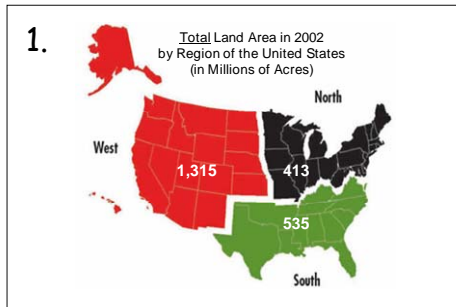 1.
Total Land Area in 2002
by Region of the United States
(in Millions of Acres)
North
West
1,315
413
535
South